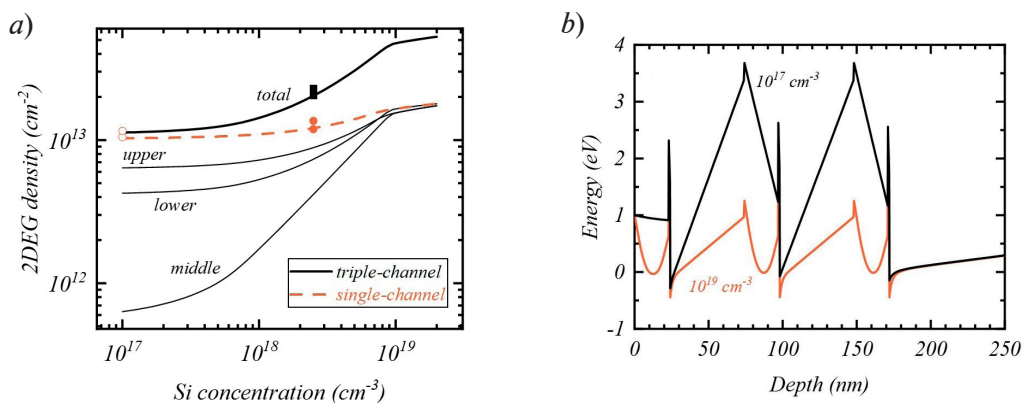 a)
2DEG density (cm⁻²)
10¹³
10¹²
total
upper
lower
middle
triple-channel
single-channel
10¹⁷ 10¹⁸ 10¹⁹
Si concentration (cm⁻³)
b)
Energy (eV)
4
3
2
1
0
-1
10¹⁷ cm⁻³
10¹⁹ cm⁻³
0 50 100 150 200 250
Depth (nm)